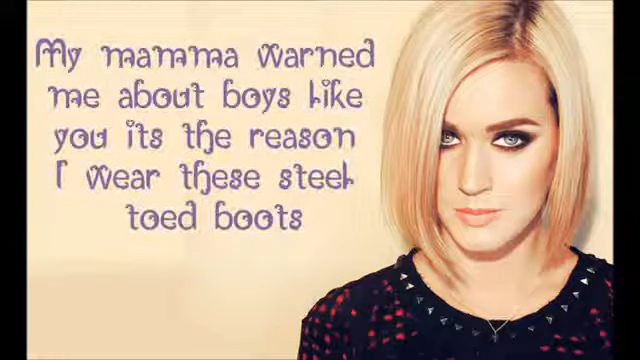 My mamma warned
me about boys like
you its the reason
I wear these steel
toed boots